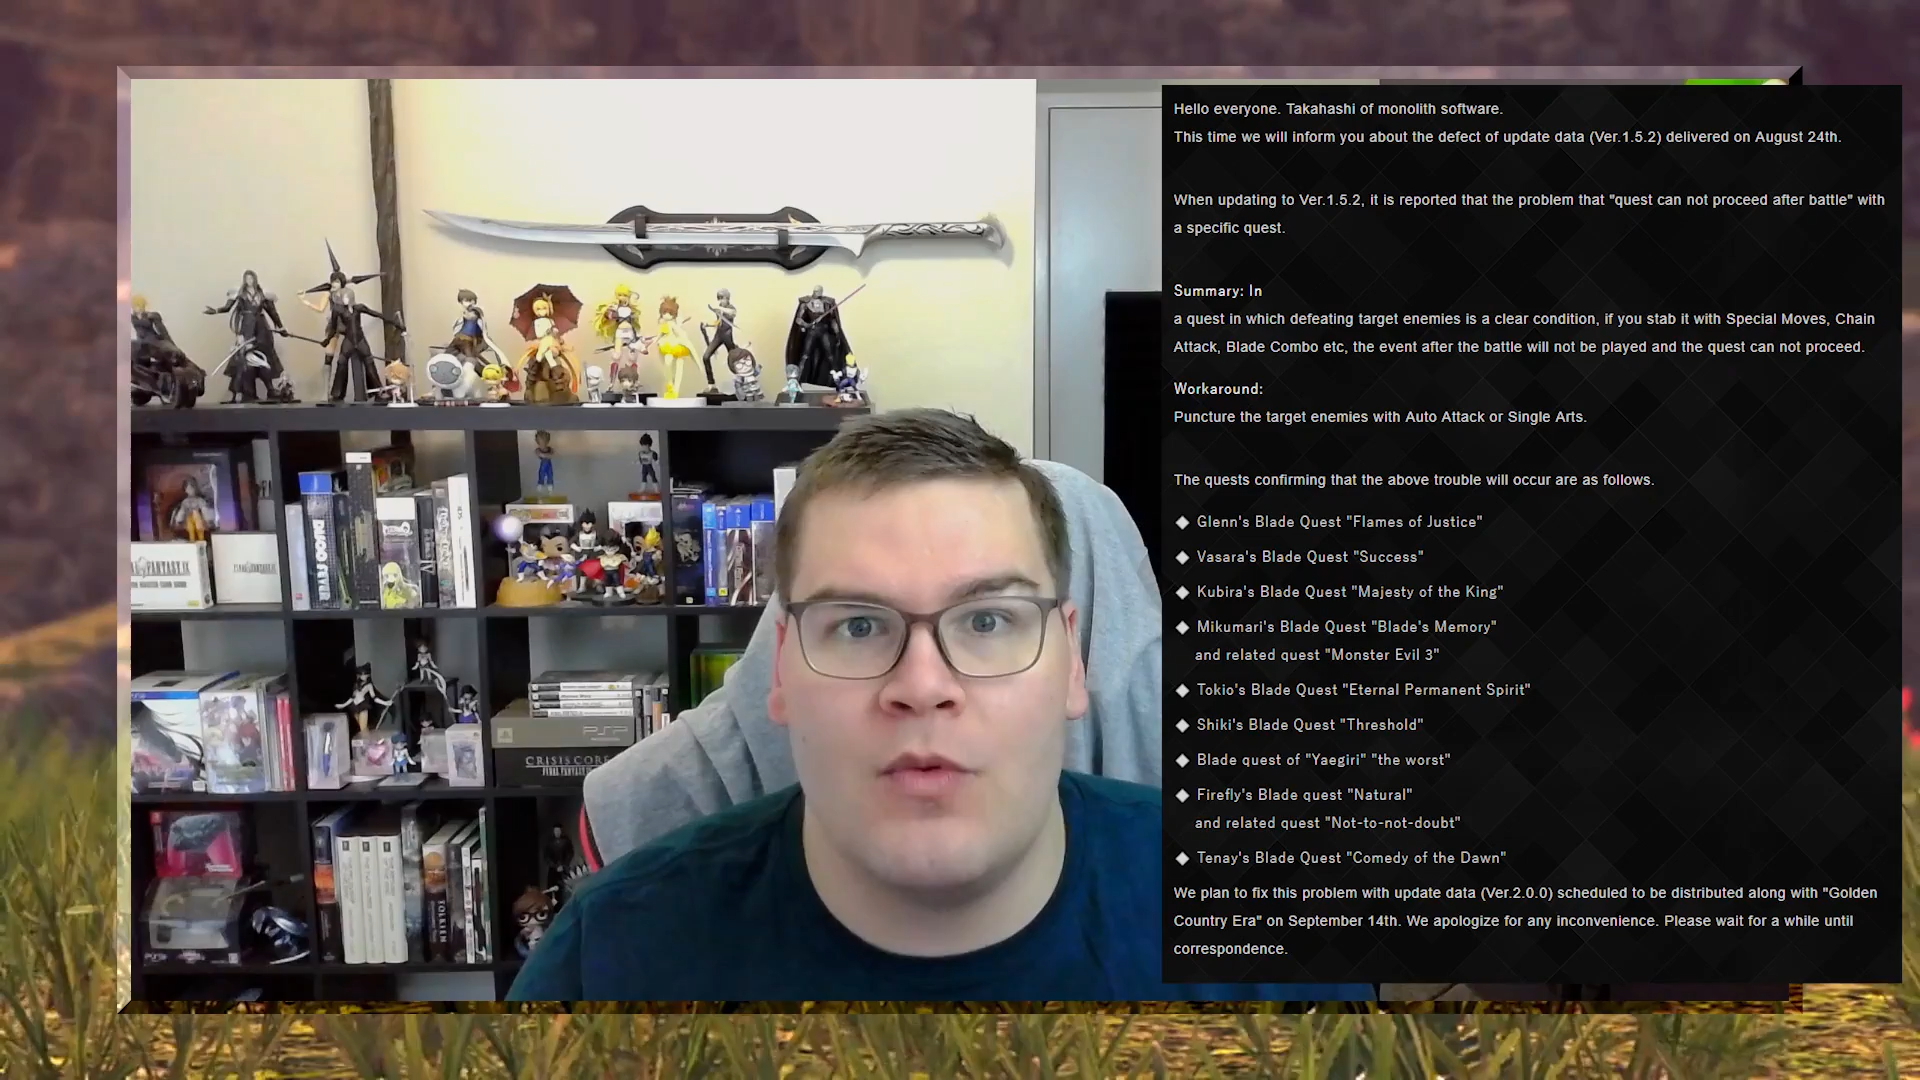 Hello everyone. Takahashi of monolith software.
This time we will inform you about the defect of update data (Ver.1.5.2) delivered on August 24th.
When updating to Ver.1.5.2, it is reported that the problem that "quest can not proceed after battle" with
a specific quest.
Summary: In
a quest in which defeating target enemies is a clear condition, if you stab it with Special Moves, Chain
Attack, Blade Combo etc, the event after the battle will not be played and the quest can not proceed.
Workaround:
Puncture the target enemies with Auto Attack or Single Arts.
The quests confirming that the above trouble will occur are as follows.
◆ Glenn's Blade Quest "Flames of Justice"
◆ Vasara's Blade Quest "Success"
◆ Kubira's Blade Quest "Majesty of the King"
◆ Mikumari's Blade Quest "Blade's Memory"
and related quest "Monster Evil 3"
◆ Tokio's Blade Quest "Eternal Permanent Spirit"
◆ Shiki's Blade Quest "Threshold"
◆ Blade quest of "Yaegiri" "the worst"
◆ Firefly's Blade quest "Natural"
and related quest "Not-to-not-doubt"
◆ Tenay's Blade Quest "Comedy of the Dawn"
We plan to fix this problem with update data (Ver.2.0.0) scheduled to be distributed along with "Golden
Country Era" on September 14th. We apologize for any inconvenience. Please wait for a while until
correspondence.
PSP
CRISIS CORE
TOLKIEN